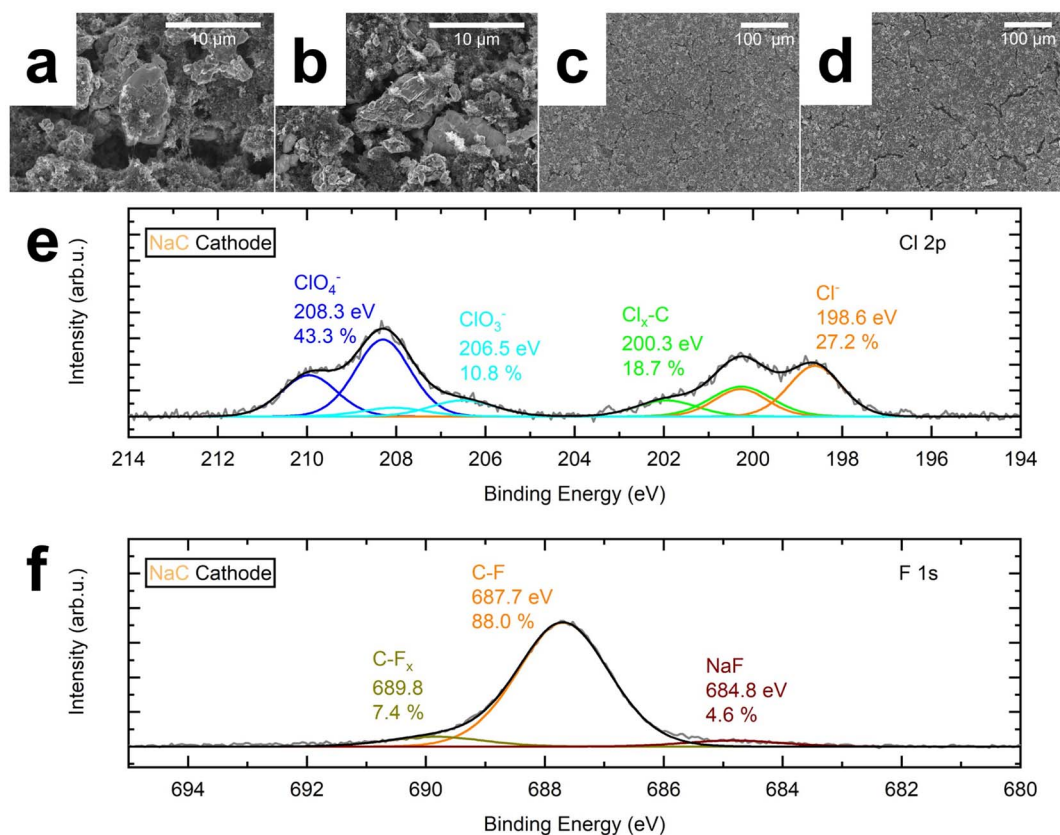 a
10 µm
b
10 µm
c
100 µm
d
100 µm
e
NaC Cathode
Cl 2p
ClO₄⁻
208.3 eV
43.3 %
ClO₃⁻
206.5 eV
10.8 %
Clₓ-C
200.3 eV
18.7 %
Cl⁻
198.6 eV
27.2 %
Intensity (arb.u.)
214 212 210 208 206 204 202 200 198 196 194
Binding Energy (eV)
f
NaC Cathode
F 1s
C-F
687.7 eV
88.0 %
C-Fₓ
689.8
7.4 %
NaF
684.8 eV
4.6 %
Intensity (arb.u.)
694 692 690 688 686 684 682 680
Binding Energy (eV)